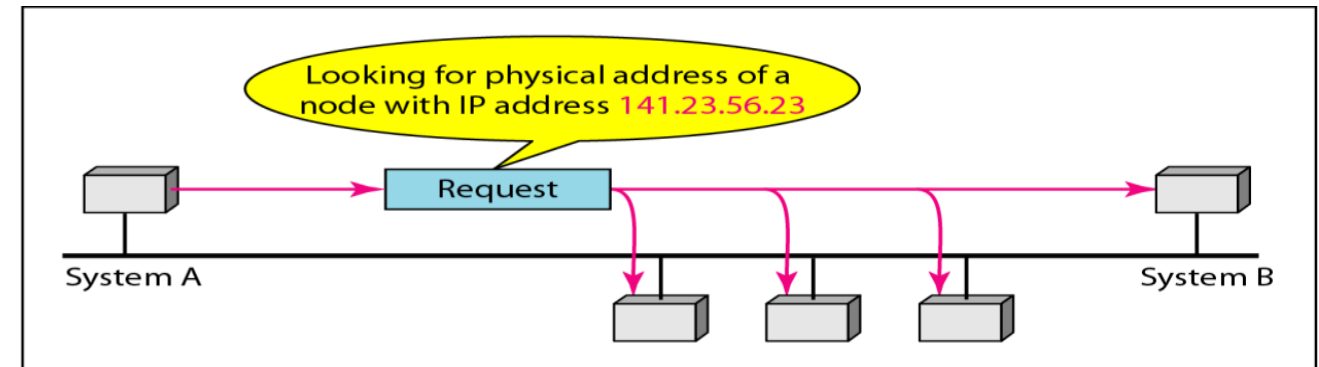 Looking for physical address of a
node with IP address 141.23.56.23
Request
System A
System B